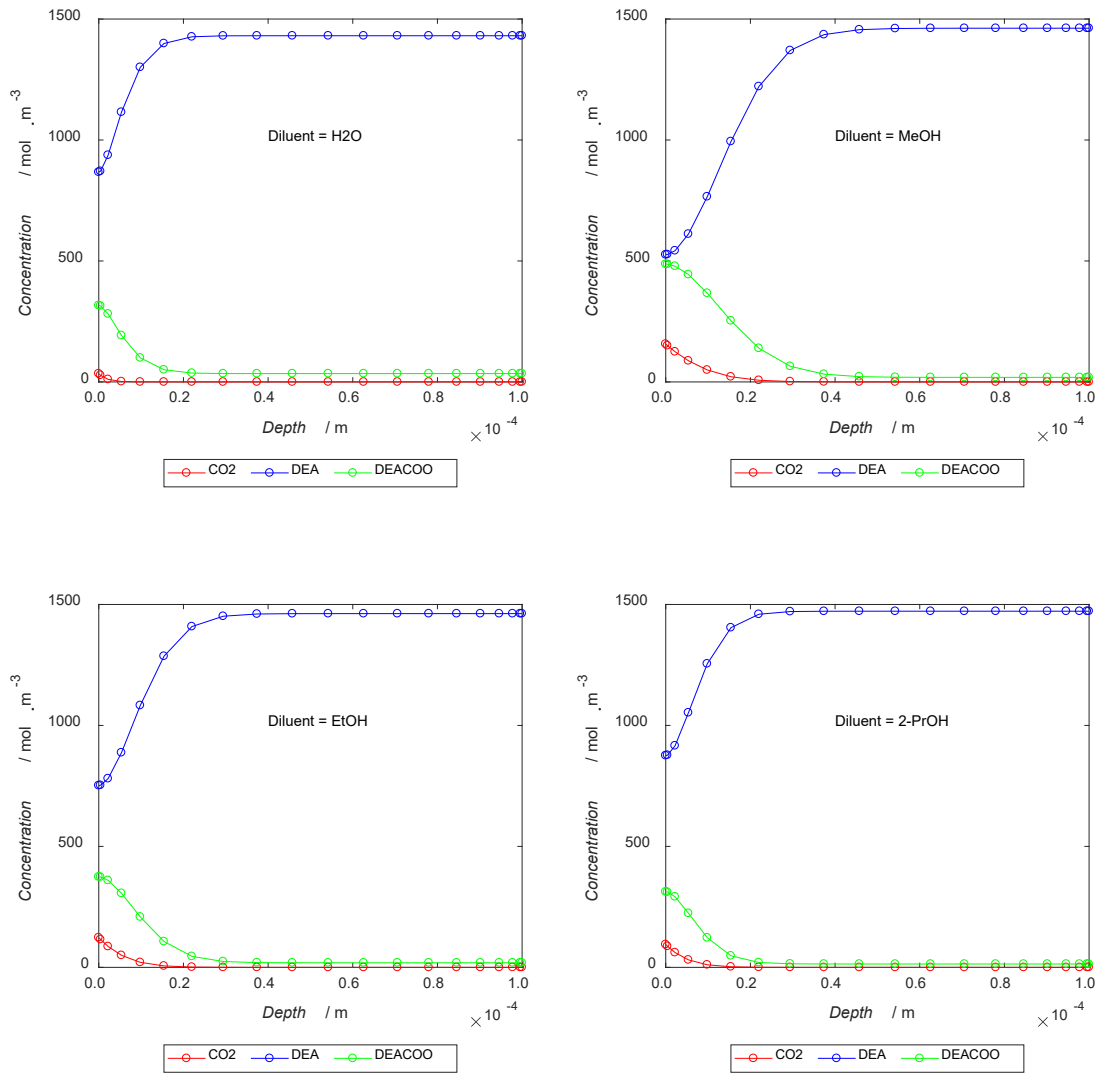 1500
1000
500
0
Concentration / mol . m -3
Diluent = H2O
0.0 0.2 0.4 0.6 0.8 1.0
Depth / m
× 10 -4
CO2 DEA DEACOO
1500
1000
500
0
Concentration / mol . m -3
Diluent = MeOH
0.0 0.2 0.4 0.6 0.8 1.0
Depth / m
× 10 -4
CO2 DEA DEACOO
1500
1000
500
0
Concentration / mol . m -3
Diluent = EtOH
0.0 0.2 0.4 0.6 0.8 1.0
Depth / m
× 10 -4
CO2 DEA DEACOO
1500
1000
500
0
Concentration / mol . m -3
Diluent = 2-PrOH
0.0 0.2 0.4 0.6 0.8 1.0
Depth / m
× 10 -4
CO2 DEA DEACOO